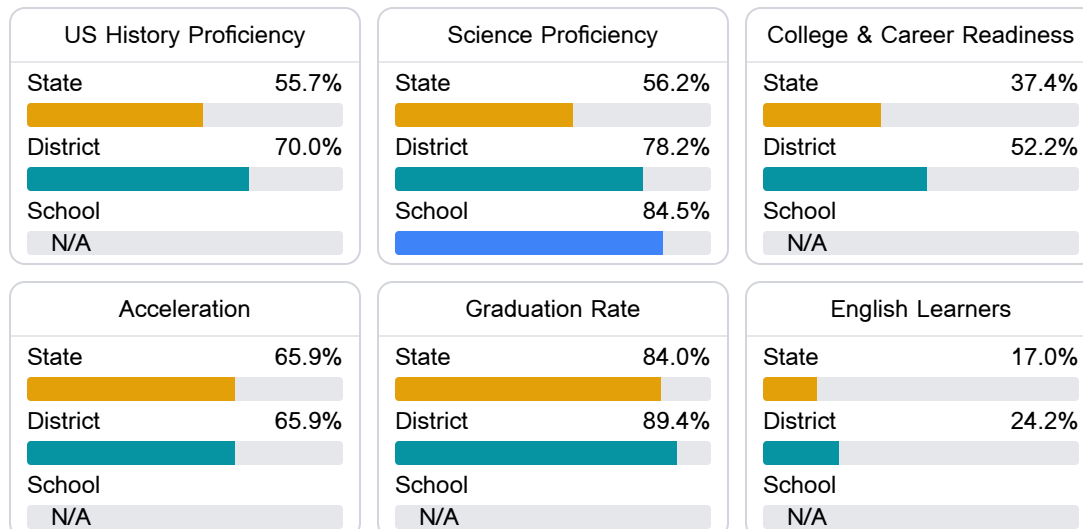 US History Proficiency
State 55.7%
District 70.0%
School
N/A
Science Proficiency
State 56.2%
District 78.2%
School 84.5%
College & Career Readiness
State 37.4%
District 52.2%
School
N/A
Acceleration
State 65.9%
District 65.9%
School
N/A
Graduation Rate
State 84.0%
District 89.4%
School
N/A
English Learners
State 17.0%
District 24.2%
School
N/A